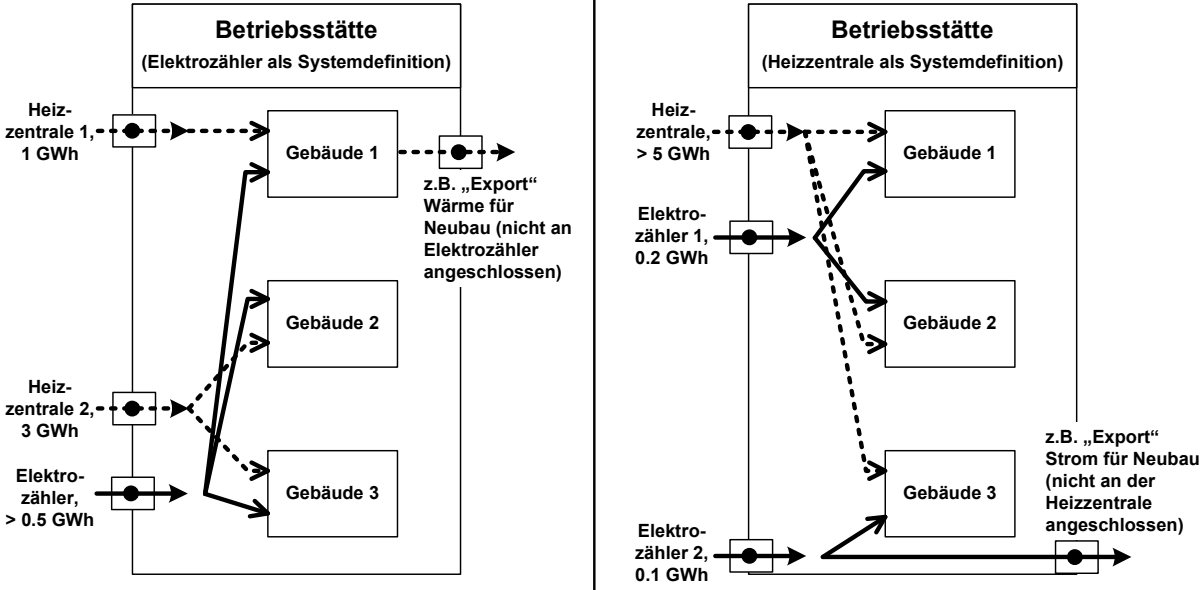 Betriebsstätte
(Elektrozähler als Systemdefinition)
Heiz-
zentrale 1,
1 GWh
Gebäude 1
z.B. „Export“
Wärme für
Neubau (nicht an
Elektrozähler
angeschlossen)
Gebäude 2
Heiz-
zentrale 2,
3 GWh
Elektro-
zähler,
> 0.5 GWh
Gebäude 3
Betriebsstätte
(Heizzentrale als Systemdefinition)
Heiz-
zentrale,
> 5 GWh
Gebäude 1
Elektro-
zähler 1,
0.2 GWh
Gebäude 2
z.B. „Export“
Strom für Neubau
(nicht an der
Heizzentrale
angeschlossen)
Gebäude 3
Elektro-
zähler 2,
0.1 GWh